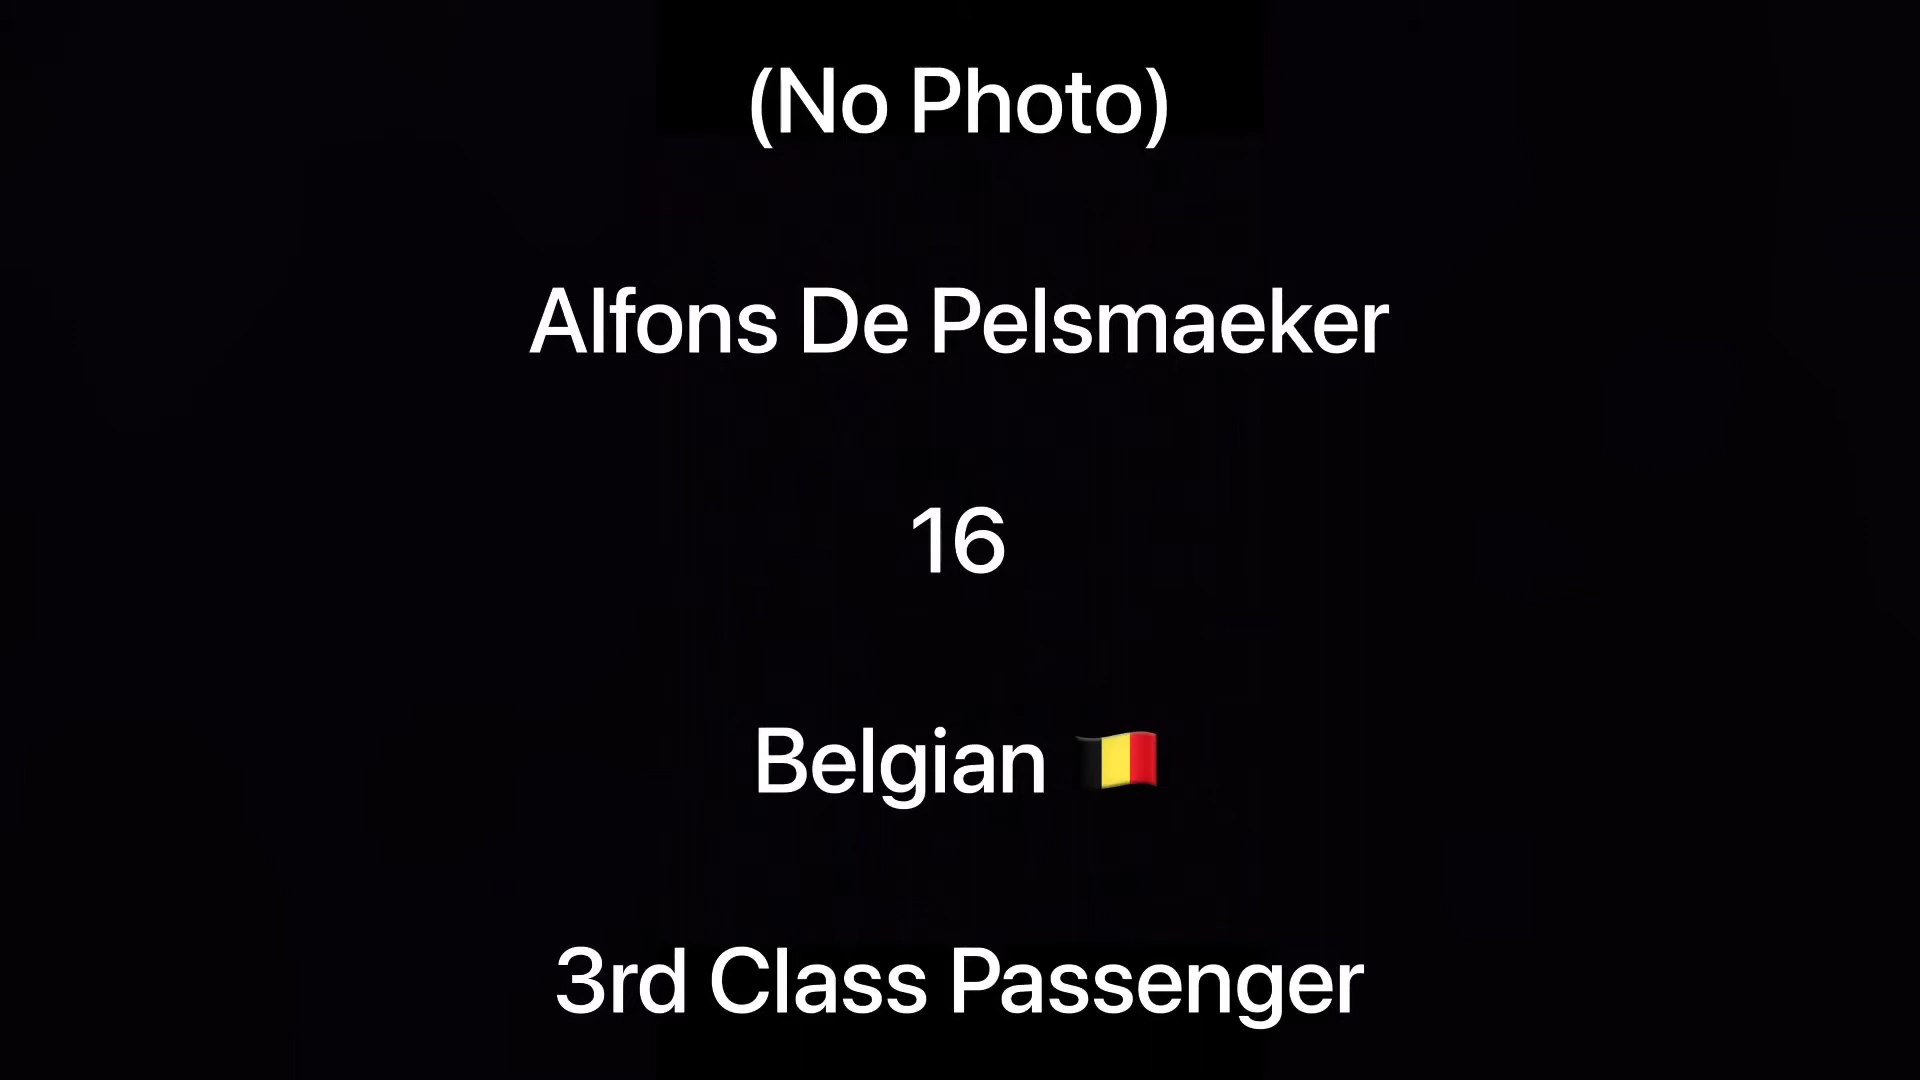 (No Photo)
Alfons De Pelsmaeker
16
Belgian 🇧🇪
3rd Class Passenger